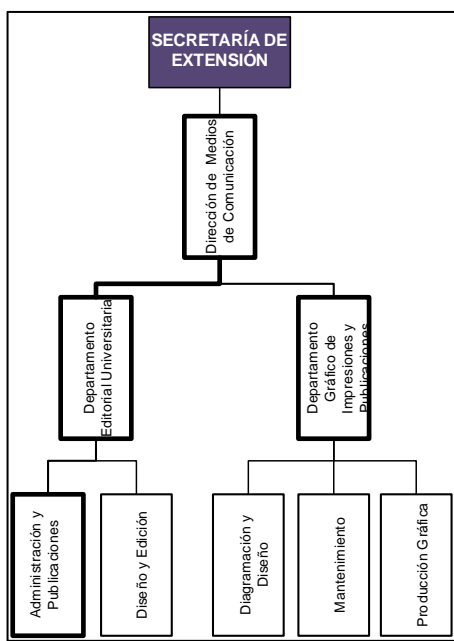 SECRETARÍA DE
EXTENSIÓN
Dirección de Medios
de Comunicación
Departamento
Editorial Universitaria
Departamento
Gráfico de
Impresiones y
Publicaciones
Administración y
Publicaciones
Diseño y Edición
Diagramación y
Diseño
Mantenimiento
Producción Gráfica